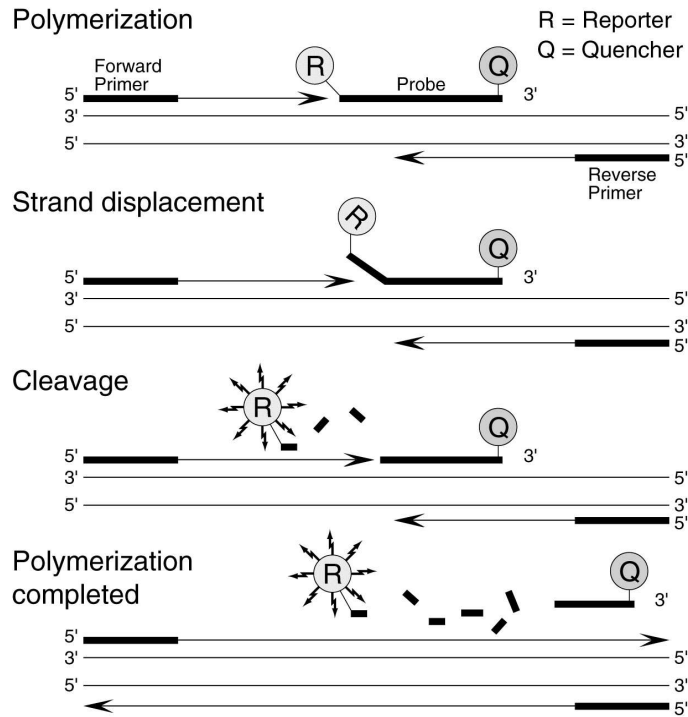 Polymerization
R = Reporter
Q = Quencher
Forward
Primer
R
Q
Probe
5'
3'
3'
5'
5'
3'
5'
Reverse
Primer
Strand displacement
R
Q
5'
3'
3'
5'
5'
3'
5'
Cleavage
R
Q
5'
3'
3'
5'
5'
3'
5'
Polymerization
completed
R
Q
3'
5'
3'
5'
5'
3'
5'